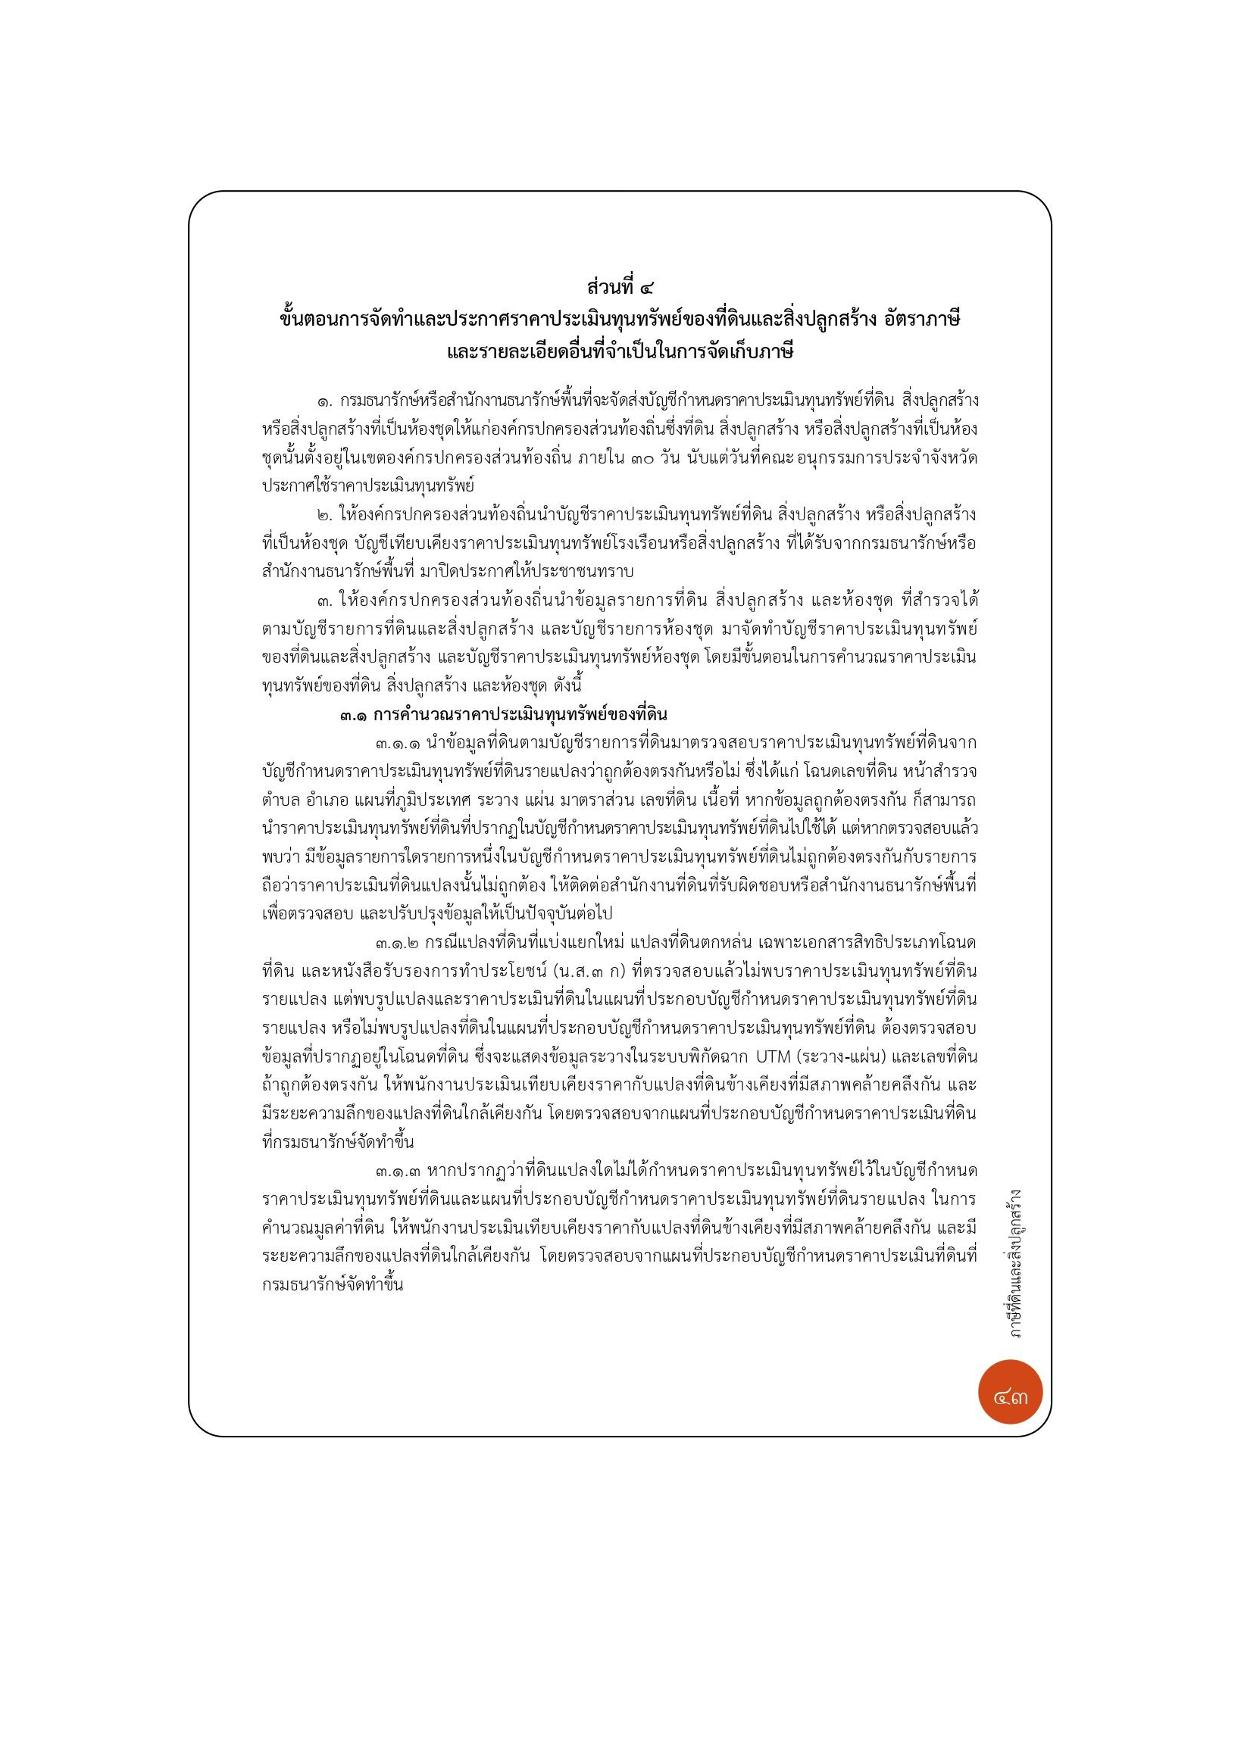 ส่วนที่ ๔
ขั้นตอนการจัดทำและประกาศราคาประเมินทุนทรัพย์ของที่ดินและสิ่งปลูกสร้าง อัตราภาษี
และรายละเอียดอื่นที่จำเป็นในการจัดเก็บภาษี
๑. กรมธนารักษ์หรือสำนักงานธนารักษ์พื้นที่จะจัดส่งบัญชีกำหนดราคาประเมินทุนทรัพย์ที่ดิน สิ่งปลูกสร้าง
หรือสิ่งปลูกสร้างที่เป็นห้องชุดให้แก่องค์กรปกครองส่วนท้องถิ่นซึ่งที่ดิน สิ่งปลูกสร้าง หรือสิ่งปลูกสร้างที่เป็นห้อง
ชุดนั้นตั้งอยู่ในเขตองค์กรปกครองส่วนท้องถิ่น ภายใน ๓๐ วัน นับแต่วันที่คณะอนุกรรมการประจำจังหวัด
ประกาศใช้ราคาประเมินทุนทรัพย์
๒. ให้องค์กรปกครองส่วนท้องถิ่นนำบัญชีราคาประเมินทุนทรัพย์ที่ดิน สิ่งปลูกสร้าง หรือสิ่งปลูกสร้าง
ที่เป็นห้องชุด บัญชีเทียบเคียงราคาประเมินทุนทรัพย์โรงเรือนหรือสิ่งปลูกสร้าง ที่ได้รับจากกรมธนารักษ์หรือ
สำนักงานธนารักษ์พื้นที่ มาปิดประกาศให้ประชาชนทราบ
๓. ให้องค์กรปกครองส่วนท้องถิ่นนำข้อมูลรายการที่ดิน สิ่งปลูกสร้าง และห้องชุด ที่สำรวจได้
ตามบัญชีรายการที่ดินและสิ่งปลูกสร้าง และบัญชีรายการห้องชุด มาจัดทำบัญชีราคาประเมินทุนทรัพย์
ของที่ดินและสิ่งปลูกสร้าง และบัญชีราคาประเมินทุนทรัพย์ห้องชุด โดยมีขั้นตอนในการคำนวณราคาประเมิน
ทุนทรัพย์ของที่ดิน สิ่งปลูกสร้าง และห้องชุด ดังนี้
๓.๑ การคำนวณราคาประเมินทุนทรัพย์ของที่ดิน
๓.๑.๑ นำข้อมูลที่ดินตามบัญชีรายการที่ดินมาตรวจสอบราคาประเมินทุนทรัพย์ที่ดินจาก
บัญชีกำหนดราคาประเมินทุนทรัพย์ที่ดินรายแปลงว่าถูกต้องตรงกันหรือไม่ ซึ่งได้แก่ โฉนดเลขที่ดิน หน้าสำรวจ
ตำบล อำเภอ แผนที่ภูมิประเทศ ระวาง แผ่น มาตราส่วน เลขที่ดิน เนื้อที่ หากข้อมูลถูกต้องตรงกัน ก็สามารถ
นำราคาประเมินทุนทรัพย์ที่ดินที่ปรากฏในบัญชีกำหนดราคาประเมินทุนทรัพย์ที่ดินไปใช้ได้ แต่หากตรวจสอบแล้ว
พบว่า มีข้อมูลรายการใดรายการหนึ่งในบัญชีกำหนดราคาประเมินทุนทรัพย์ที่ดินไม่ถูกต้องตรงกันกับรายการ
ถือว่าราคาประเมินที่ดินแปลงนั้นไม่ถูกต้อง ให้ติดต่อสำนักงานที่ดินที่รับผิดชอบหรือสำนักงานธนารักษ์พื้นที่
เพื่อตรวจสอบ และปรับปรุงข้อมูลให้เป็นปัจจุบันต่อไป
๓.๑.๒ กรณีแปลงที่ดินที่แบ่งแยกใหม่ แปลงที่ดินตกหล่น เฉพาะเอกสารสิทธิประเภทโฉนด
ที่ดิน และหนังสือรับรองการทำประโยชน์ (น.ส.๓ ก) ที่ตรวจสอบแล้วไม่พบราคาประเมินทุนทรัพย์ที่ดิน
รายแปลง แต่พบรูปแปลงและราคาประเมินที่ดินในแผนที่ประกอบบัญชีกำหนดราคาประเมินทุนทรัพย์ที่ดิน
รายแปลง หรือไม่พบรูปแปลงที่ดินในแผนที่ประกอบบัญชีกำหนดราคาประเมินทุนทรัพย์ที่ดิน ต้องตรวจสอบ
ข้อมูลที่ปรากฏอยู่ในโฉนดที่ดิน ซึ่งจะแสดงข้อมูลระวางในระบบพิกัดฉาก UTM (ระวาง-แผ่น) และเลขที่ดิน
ถ้าถูกต้องตรงกัน ให้พนักงานประเมินเทียบเคียงราคากับแปลงที่ดินข้างเคียงที่มีสภาพคล้ายคลึงกัน และ
มีระยะความลึกของแปลงที่ดินใกล้เคียงกัน โดยตรวจสอบจากแผนที่ประกอบบัญชีกำหนดราคาประเมินที่ดิน
ที่กรมธนารักษ์จัดทำขึ้น
๓.๑.๓ หากปรากฏว่าที่ดินแปลงใดไม่ได้กำหนดราคาประเมินทุนทรัพย์ไว้ในบัญชีกำหนด
ราคาประเมินทุนทรัพย์ที่ดินและแผนที่ประกอบบัญชีกำหนดราคาประเมินทุนทรัพย์ที่ดินรายแปลง ในการ
คำนวณมูลค่าที่ดิน ให้พนักงานประเมินเทียบเคียงราคากับแปลงที่ดินข้างเคียงที่มีสภาพคล้ายคลึงกัน และมี
ระยะความลึกของแปลงที่ดินใกล้เคียงกัน โดยตรวจสอบจากแผนที่ประกอบบัญชีกำหนดราคาประเมินที่ดินที่
กรมธนารักษ์จัดทำขึ้น
ภาษีที่ดินและสิ่งปลูกสร้าง
๔๓